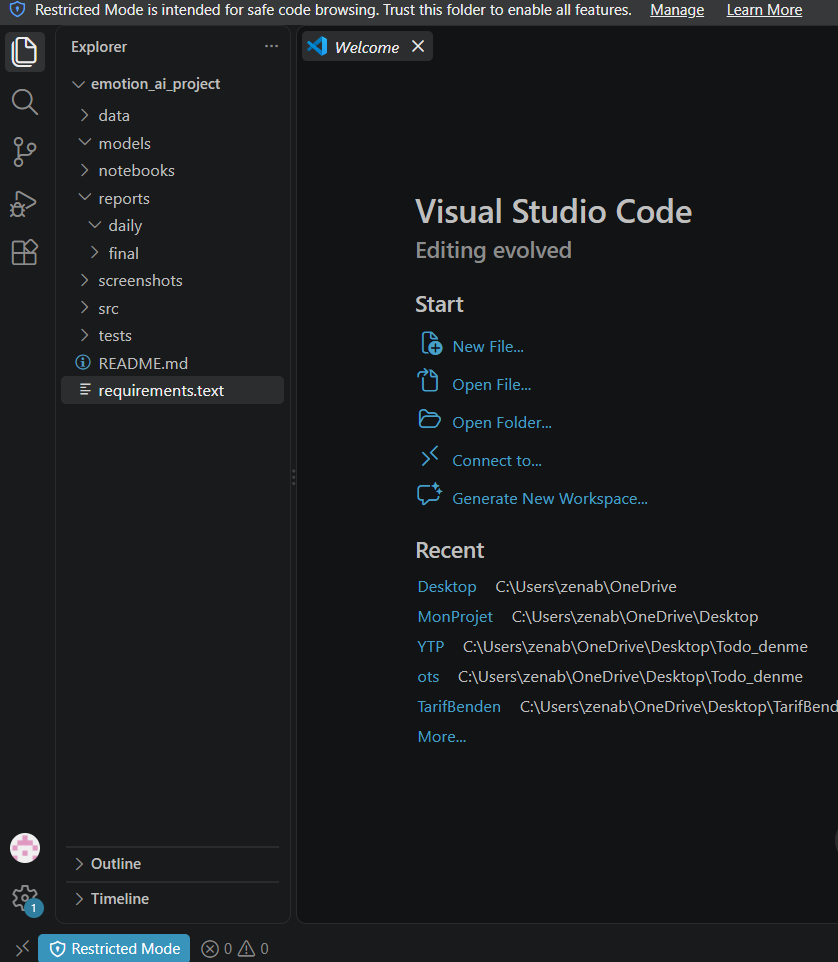 Restricted Mode is intended for safe code browsing. Trust this folder to enable all features. Manage Learn More
Explorer
Welcome
emotion_ai_project
data
models
notebooks
reports
daily
final
screenshots
src
tests
README.md
requirements.text
Visual Studio Code
Editing evolved
Start
New File...
Open File...
Open Folder...
Connect to...
Generate New Workspace...
Recent
Desktop C:\Users\zenab\OneDrive
MonProjet C:\Users\zenab\OneDrive\Desktop
YTP C:\Users\zenab\OneDrive\Desktop\Todo_denme
ots C:\Users\zenab\OneDrive\Desktop\Todo_denme
TarifBenden C:\Users\zenab\OneDrive\Desktop\TarifBend
More...
Outline
Timeline
1
Restricted Mode 0 0